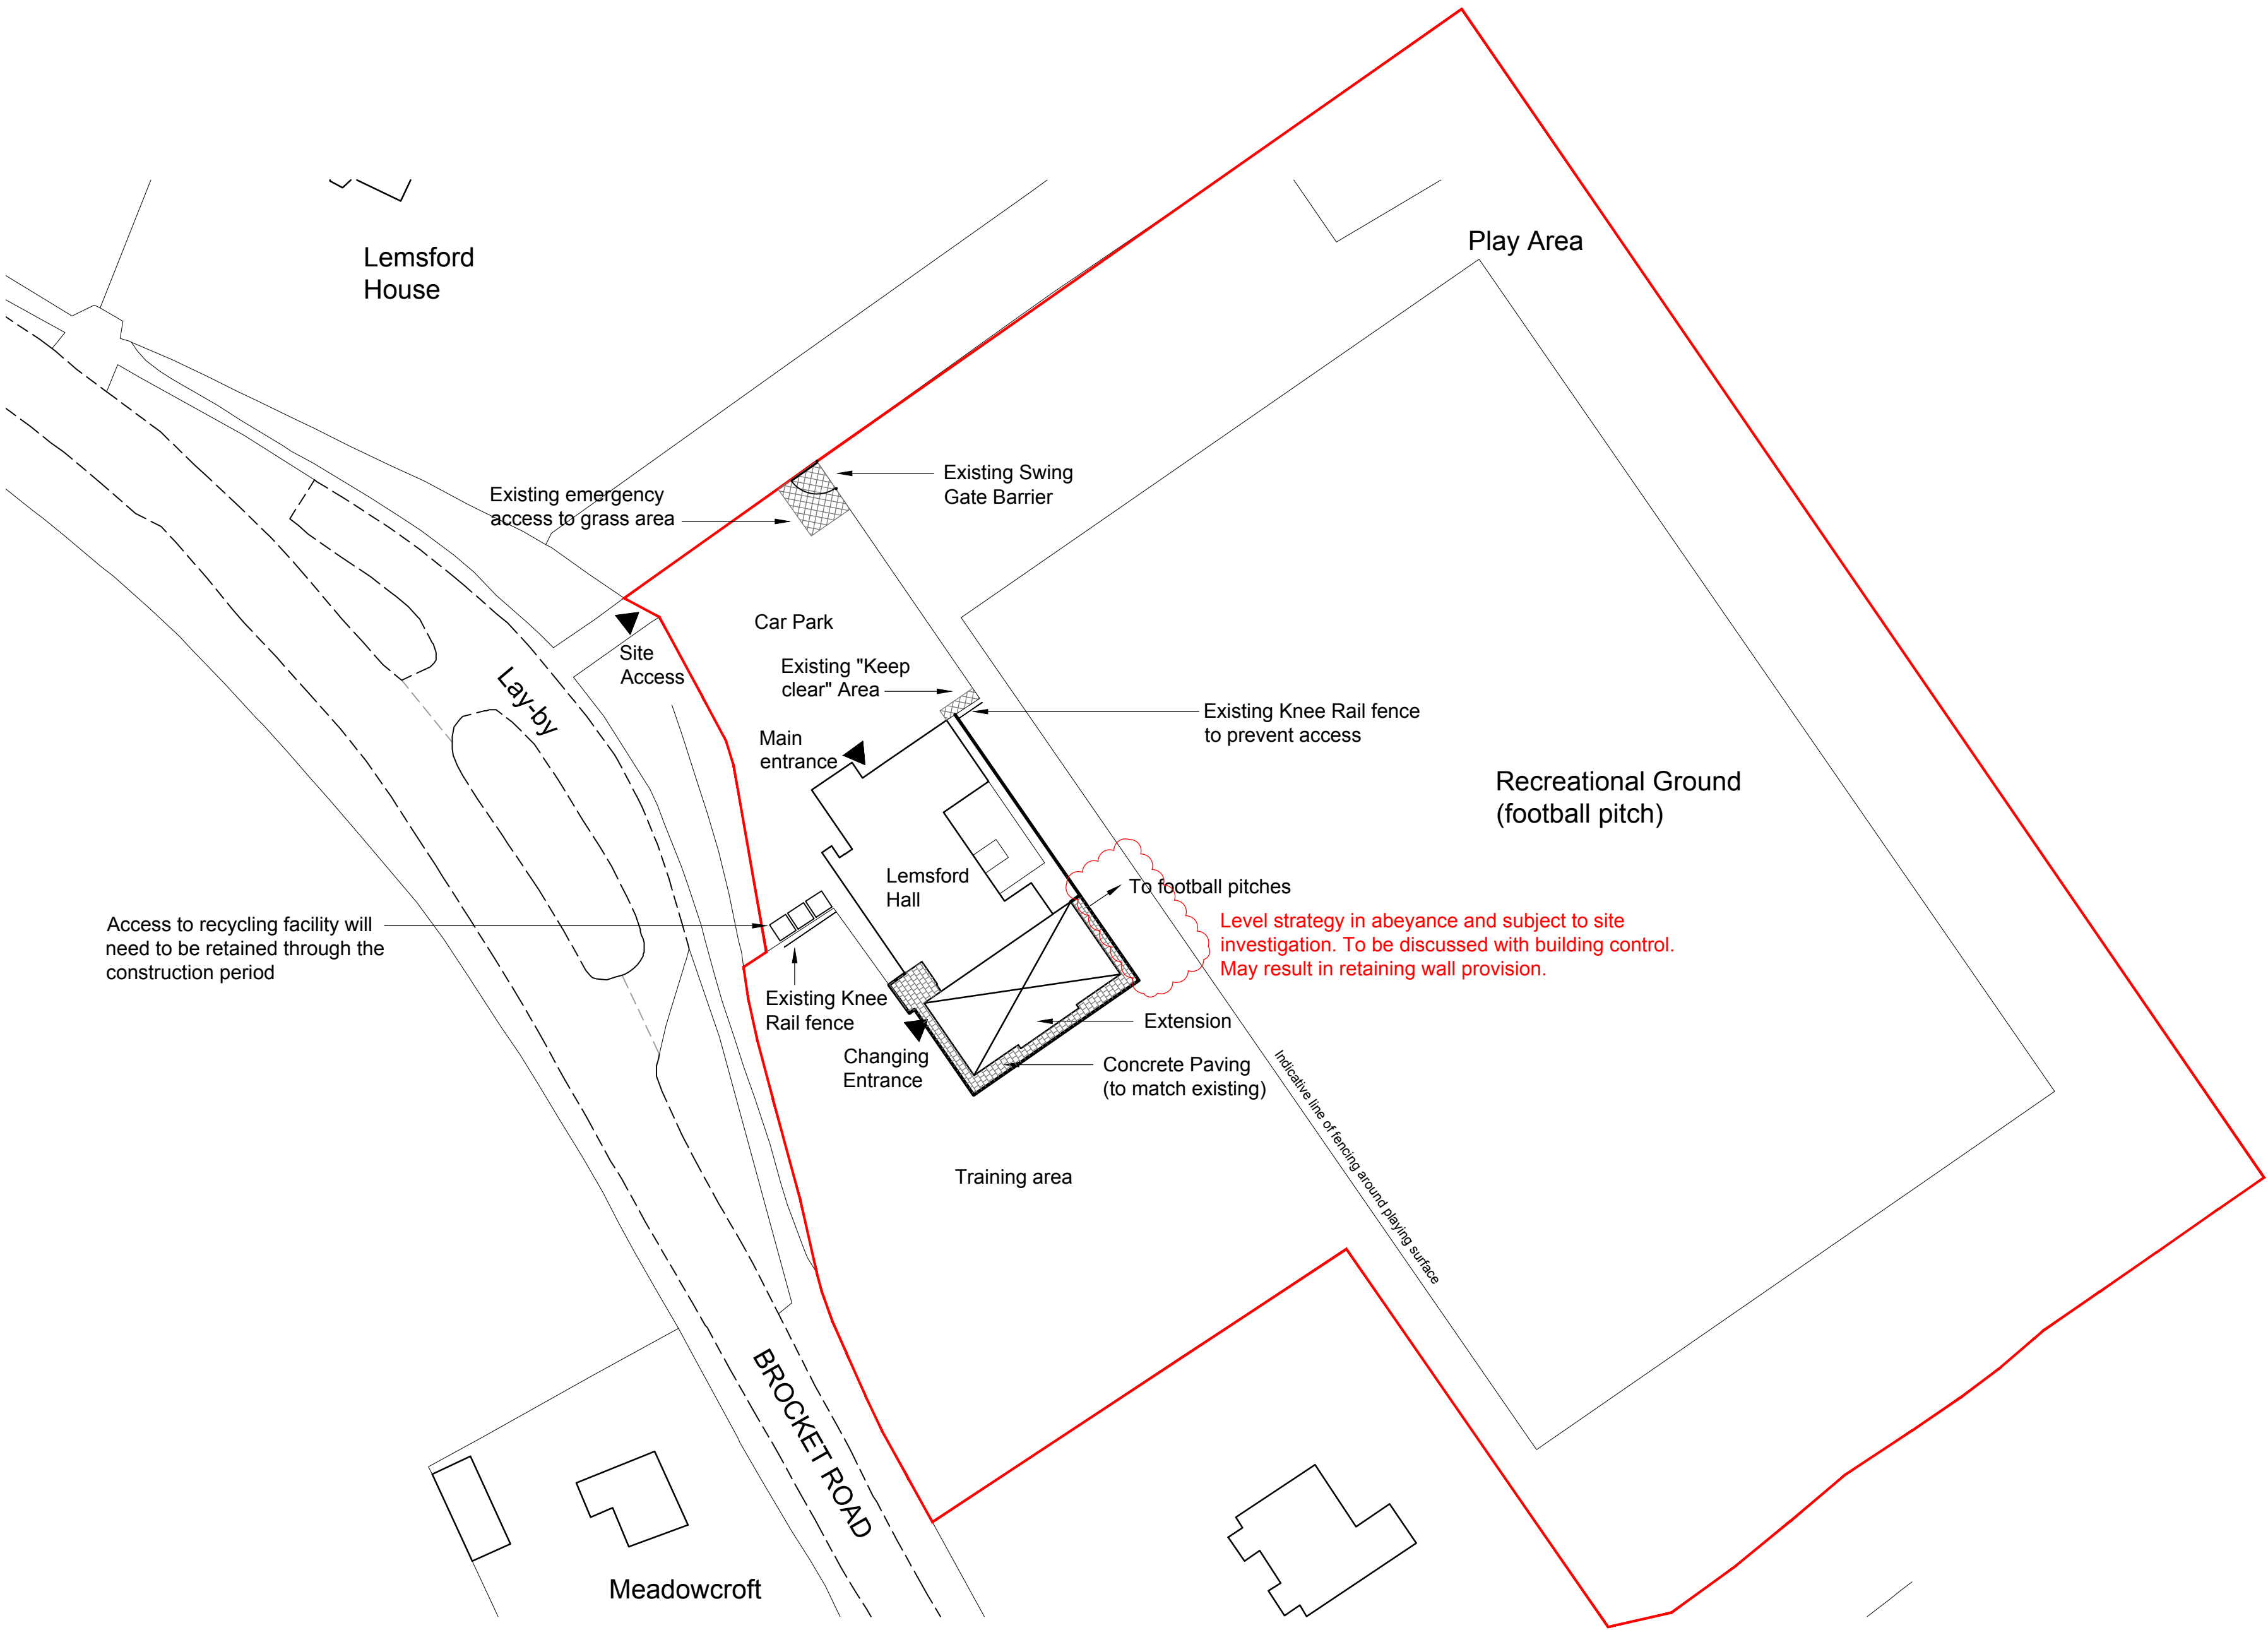 Play Area
Lemsford
House
Existing Swing
Gate Barrier
Existing emergency
access to grass area
Car Park
Site
Access
Existing "Keep
clear" Area
Lay-by
Existing Knee Rail fence
to prevent access
Main
entrance
Recreational Ground
(football pitch)
Lemsford
Hall
To football pitches
Access to recycling facility will
need to be retained through the
construction period
Level strategy in abeyance and subject to site
investigation. To be discussed with building control.
May result in retaining wall provision.
Existing Knee
Rail fence
Extension
Changing
Entrance
Concrete Paving
(to match existing)
Indicative line of fencing around playing surface
Training area
BROCKET ROAD
Meadowcroft